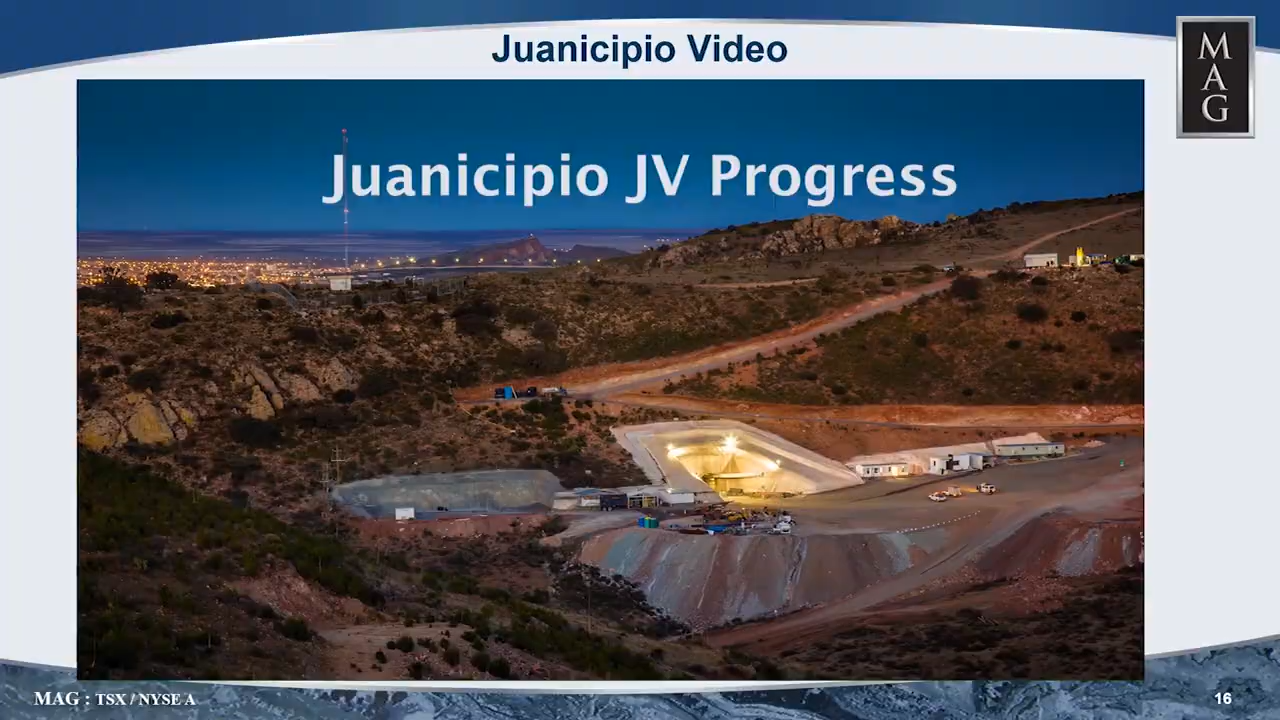 Juanicipio Video
M
A
G
Juanicipio JV Progress
MAG : TSX / NYSE A
16